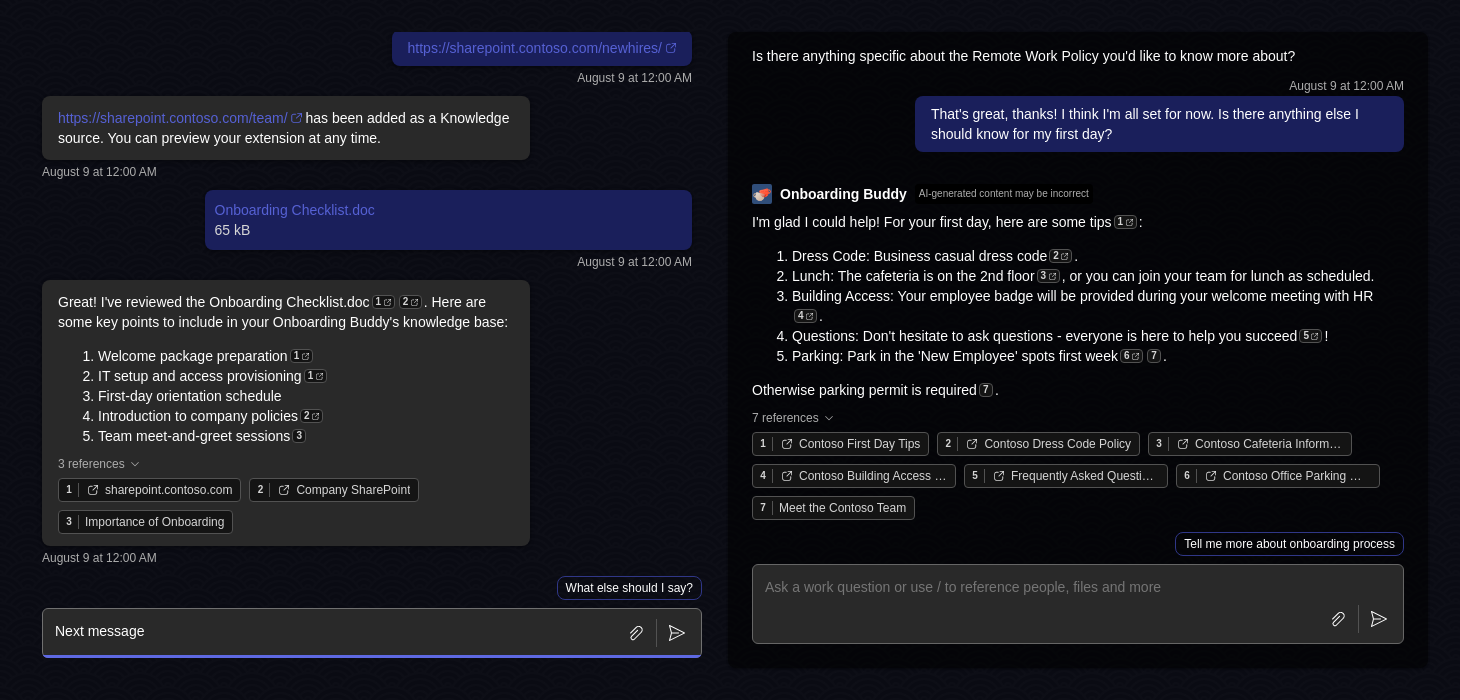 https://sharepoint.contoso.com/newhires/
August 9 at 12:00 AM
https://sharepoint.contoso.com/team/ has been added as a Knowledge
source. You can preview your extension at any time.
August 9 at 12:00 AM
Onboarding Checklist.doc
65 kB
August 9 at 12:00 AM
Great! I've reviewed the Onboarding Checklist.doc 1 2 . Here are
some key points to include in your Onboarding Buddy's knowledge base:
1. Welcome package preparation 1
2. IT setup and access provisioning 1
3. First-day orientation schedule
4. Introduction to company policies 2
5. Team meet-and-greet sessions 3
3 references
1 sharepoint.contoso.com 2 Company SharePoint
3 Importance of Onboarding
August 9 at 12:00 AM
What else should I say?
Next message
Is there anything specific about the Remote Work Policy you'd like to know more about?
August 9 at 12:00 AM
That's great, thanks! I think I'm all set for now. Is there anything else I
should know for my first day?
Onboarding Buddy AI-generated content may be incorrect
I'm glad I could help! For your first day, here are some tips 1 :
1. Dress Code: Business casual dress code 2 .
2. Lunch: The cafeteria is on the 2nd floor 3 , or you can join your team for lunch as scheduled.
3. Building Access: Your employee badge will be provided during your welcome meeting with HR
4 .
4. Questions: Don't hesitate to ask questions - everyone is here to help you succeed 5 !
5. Parking: Park in the 'New Employee' spots first week 6 7 .
Otherwise parking permit is required 7 .
7 references
1 Contoso First Day Tips 2 Contoso Dress Code Policy 3 Contoso Cafeteria Inform…
4 Contoso Building Access … 5 Frequently Asked Questi… 6 Contoso Office Parking …
7 Meet the Contoso Team
Tell me more about onboarding process
Ask a work question or use / to reference people, files and more